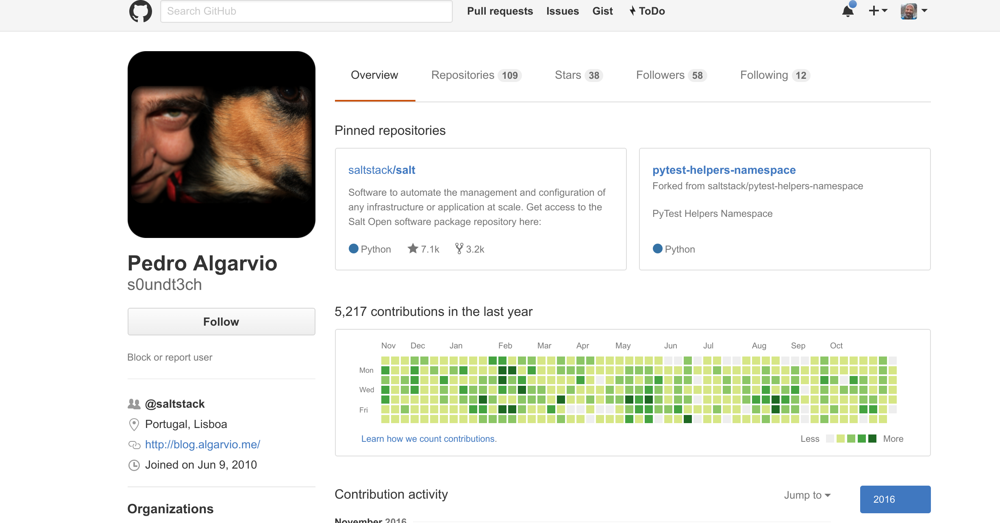 Search GitHub
Pull requests Issues Gist ToDo
Overview Repositories 109 Stars 38 Followers 58 Following 12
Pedro Algarvio
s0undt3ch
Follow
Block or report user
@saltstack
Portugal, Lisboa
http://blog.algarvio.me/
Joined on Jun 9, 2010
Organizations
Pinned repositories
saltstack/salt
Software to automate the management and configuration of
any infrastructure or application at scale. Get access to the
Salt Open software package repository here:
Python 7.1k 3.2k
pytest-helpers-namespace
Forked from saltstack/pytest-helpers-namespace
PyTest Helpers Namespace
Python
5,217 contributions in the last year
Nov Dec Jan Feb Mar Apr May Jun Jul Aug Sep Oct
Mon
Wed
Fri
Learn how we count contributions.
Less More
Contribution activity
Jump to
2016
November 2016